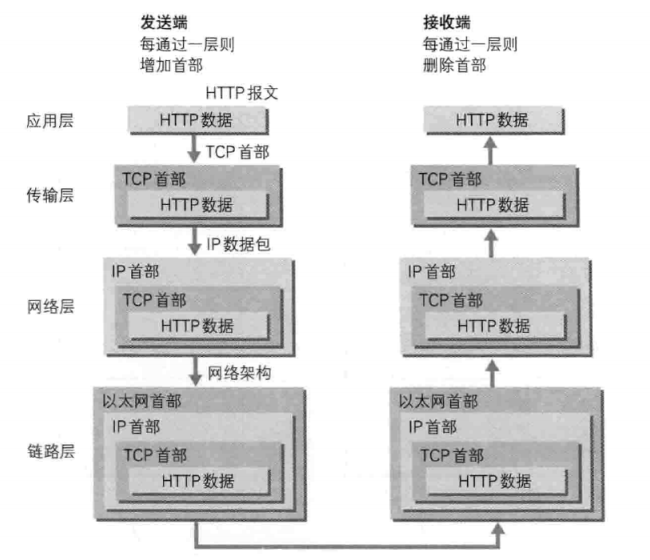 发送端
每通过一层则
增加首部
接收端
每通过一层则
删除首部
HTTP 报文
应用层
HTTP 数据
HTTP 数据
TCP 首部
传输层
TCP 首部
HTTP 数据
TCP 首部
HTTP 数据
IP 数据包
网络层
IP 首部
TCP 首部
HTTP 数据
IP 首部
TCP 首部
HTTP 数据
网络架构
链路层
以太网首部
IP 首部
TCP 首部
HTTP 数据
以太网首部
IP 首部
TCP 首部
HTTP 数据